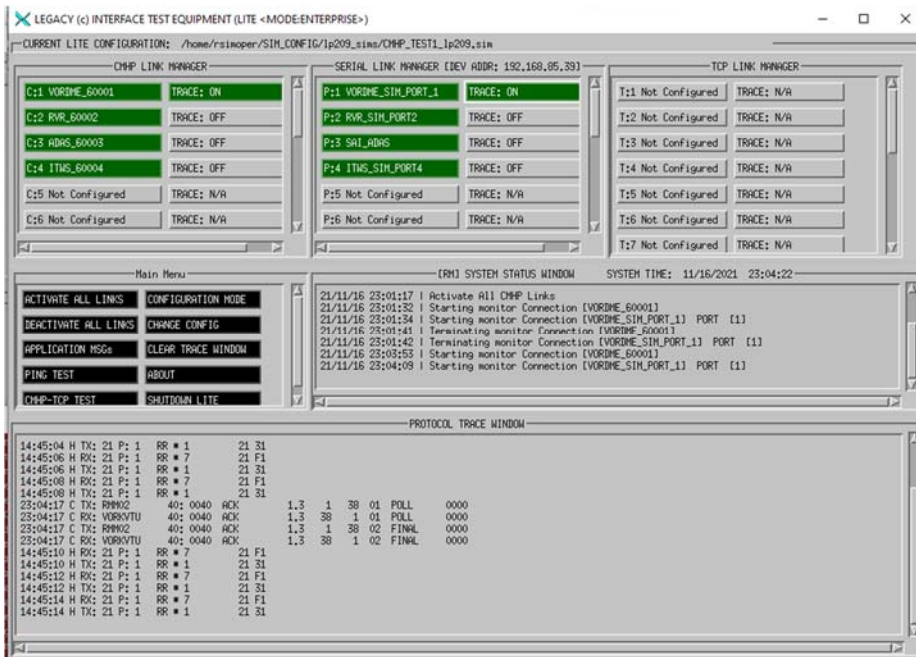 LEGACY (c) INTERFACE TEST EQUIPMENT (LITE <MODE:ENTERPRISE>)
CURRENT LITE CONFIGURATION: /home/rsimoper/SIM_CONFIG/lp209_sims/CMHP_TEST1_lp209.sim
CMHP LINK MANAGER
C:1 VORDME_60001 TRACE: ON
C:2 RVR_60002 TRACE: OFF
C:3 ADAS_60003 TRACE: OFF
C:4 ITWS_60004 TRACE: OFF
C:5 Not Configured TRACE: N/A
C:6 Not Configured TRACE: N/A
SERIAL LINK MANAGER [DEV ADDR: 192.168.85.39]
P:1 VORDME_SIM_PORT_1 TRACE: ON
P:2 RVR_SIM_PORT2 TRACE: OFF
P:3 SAI_ADAS TRACE: OFF
P:4 ITWS_SIM_PORT4 TRACE: OFF
P:5 Not Configured TRACE: N/A
P:6 Not Configured TRACE: N/A
TCP LINK MANAGER
T:1 Not Configured TRACE: N/A
T:2 Not Configured TRACE: N/A
T:3 Not Configured TRACE: N/A
T:4 Not Configured TRACE: N/A
T:5 Not Configured TRACE: N/A
T:6 Not Configured TRACE: N/A
T:7 Not Configured TRACE: N/A
Main Menu
ACTIVATE ALL LINKS CONFIGURATION MODE
DEACTIVATE ALL LINKS CHANGE CONFIG
APPLICATION MSGs CLEAR TRACE WINDOW
PING TEST ABOUT
CMHP-TCP TEST SHUTDOWN LITE
[RM] SYSTEM STATUS WINDOW SYSTEM TIME: 11/16/2021 23:04:22
21/11/16 23:01:17 | Activate All CMHP Links
21/11/16 23:01:32 | Starting monitor Connection [VORDME_60001]
21/11/16 23:01:34 | Starting monitor Connection [VORDME_SIM_PORT_1] PORT [1]
21/11/16 23:01:41 | Terminating monitor Connection [VORDME_60001]
21/11/16 23:01:42 | Terminating monitor Connection [VORDME_SIM_PORT_1] PORT [1]
21/11/16 23:03:53 | Starting monitor Connection [VORDME_60001]
21/11/16 23:04:09 | Starting monitor Connection [VORDME_SIM_PORT_1] PORT [1]
PROTOCOL TRACE WINDOW
14:45:04 H TX: 21 P: 1 RR * 1 21 31
14:45:06 H RX: 21 P: 1 RR * 7 21 F1
14:45:06 H TX: 21 P: 1 RR * 1 21 31
14:45:08 H RX: 21 P: 1 RR * 7 21 F1
14:45:08 H TX: 21 P: 1 RR * 1 21 31
23:04:17 C TX: RMMO2 40: 0040 ACK 1.3 1 38 01 POLL 0000
23:04:17 C RX: VORKVTU 40: 0040 ACK 1.3 38 1 01 POLL 0000
23:04:17 C TX: RMMO2 40: 0040 ACK 1.3 1 38 02 FINAL 0000
23:04:17 C RX: VORKVTU 40: 0040 ACK 1.3 38 1 02 FINAL 0000
14:45:10 H RX: 21 P: 1 RR * 7 21 F1
14:45:10 H TX: 21 P: 1 RR * 1 21 31
14:45:12 H RX: 21 P: 1 RR * 7 21 F1
14:45:12 H TX: 21 P: 1 RR * 1 21 31
14:45:14 H RX: 21 P: 1 RR * 7 21 F1
14:45:14 H TX: 21 P: 1 RR * 1 21 31